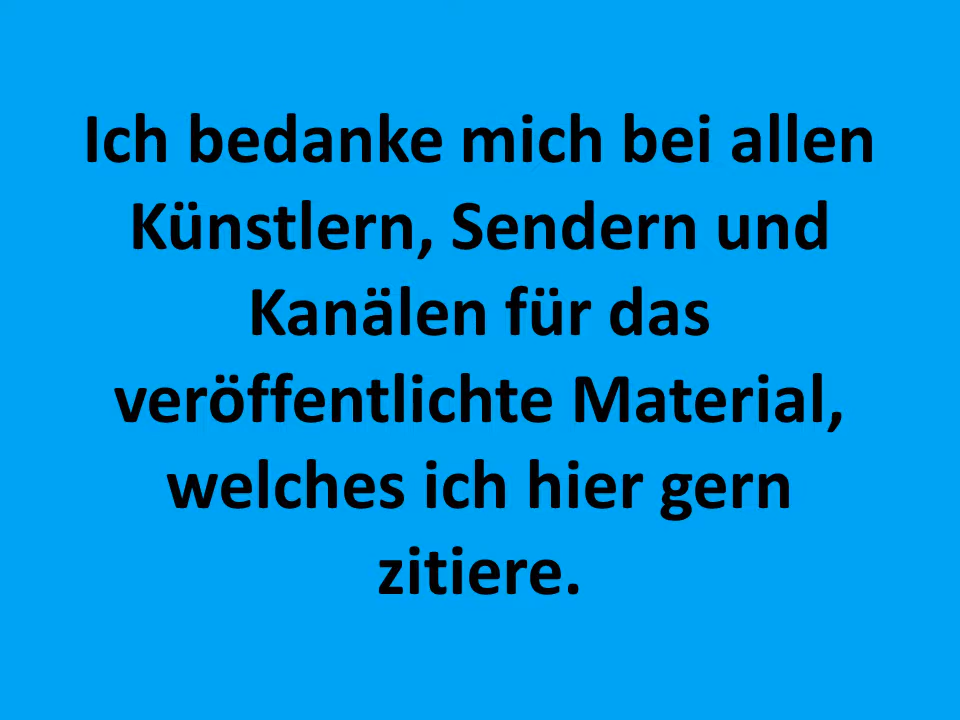 Ich bedanke mich bei allen
Künstlern, Sendern und
Kanälen für das
veröffentlichte Material,
welches ich hier gern
zitiere.